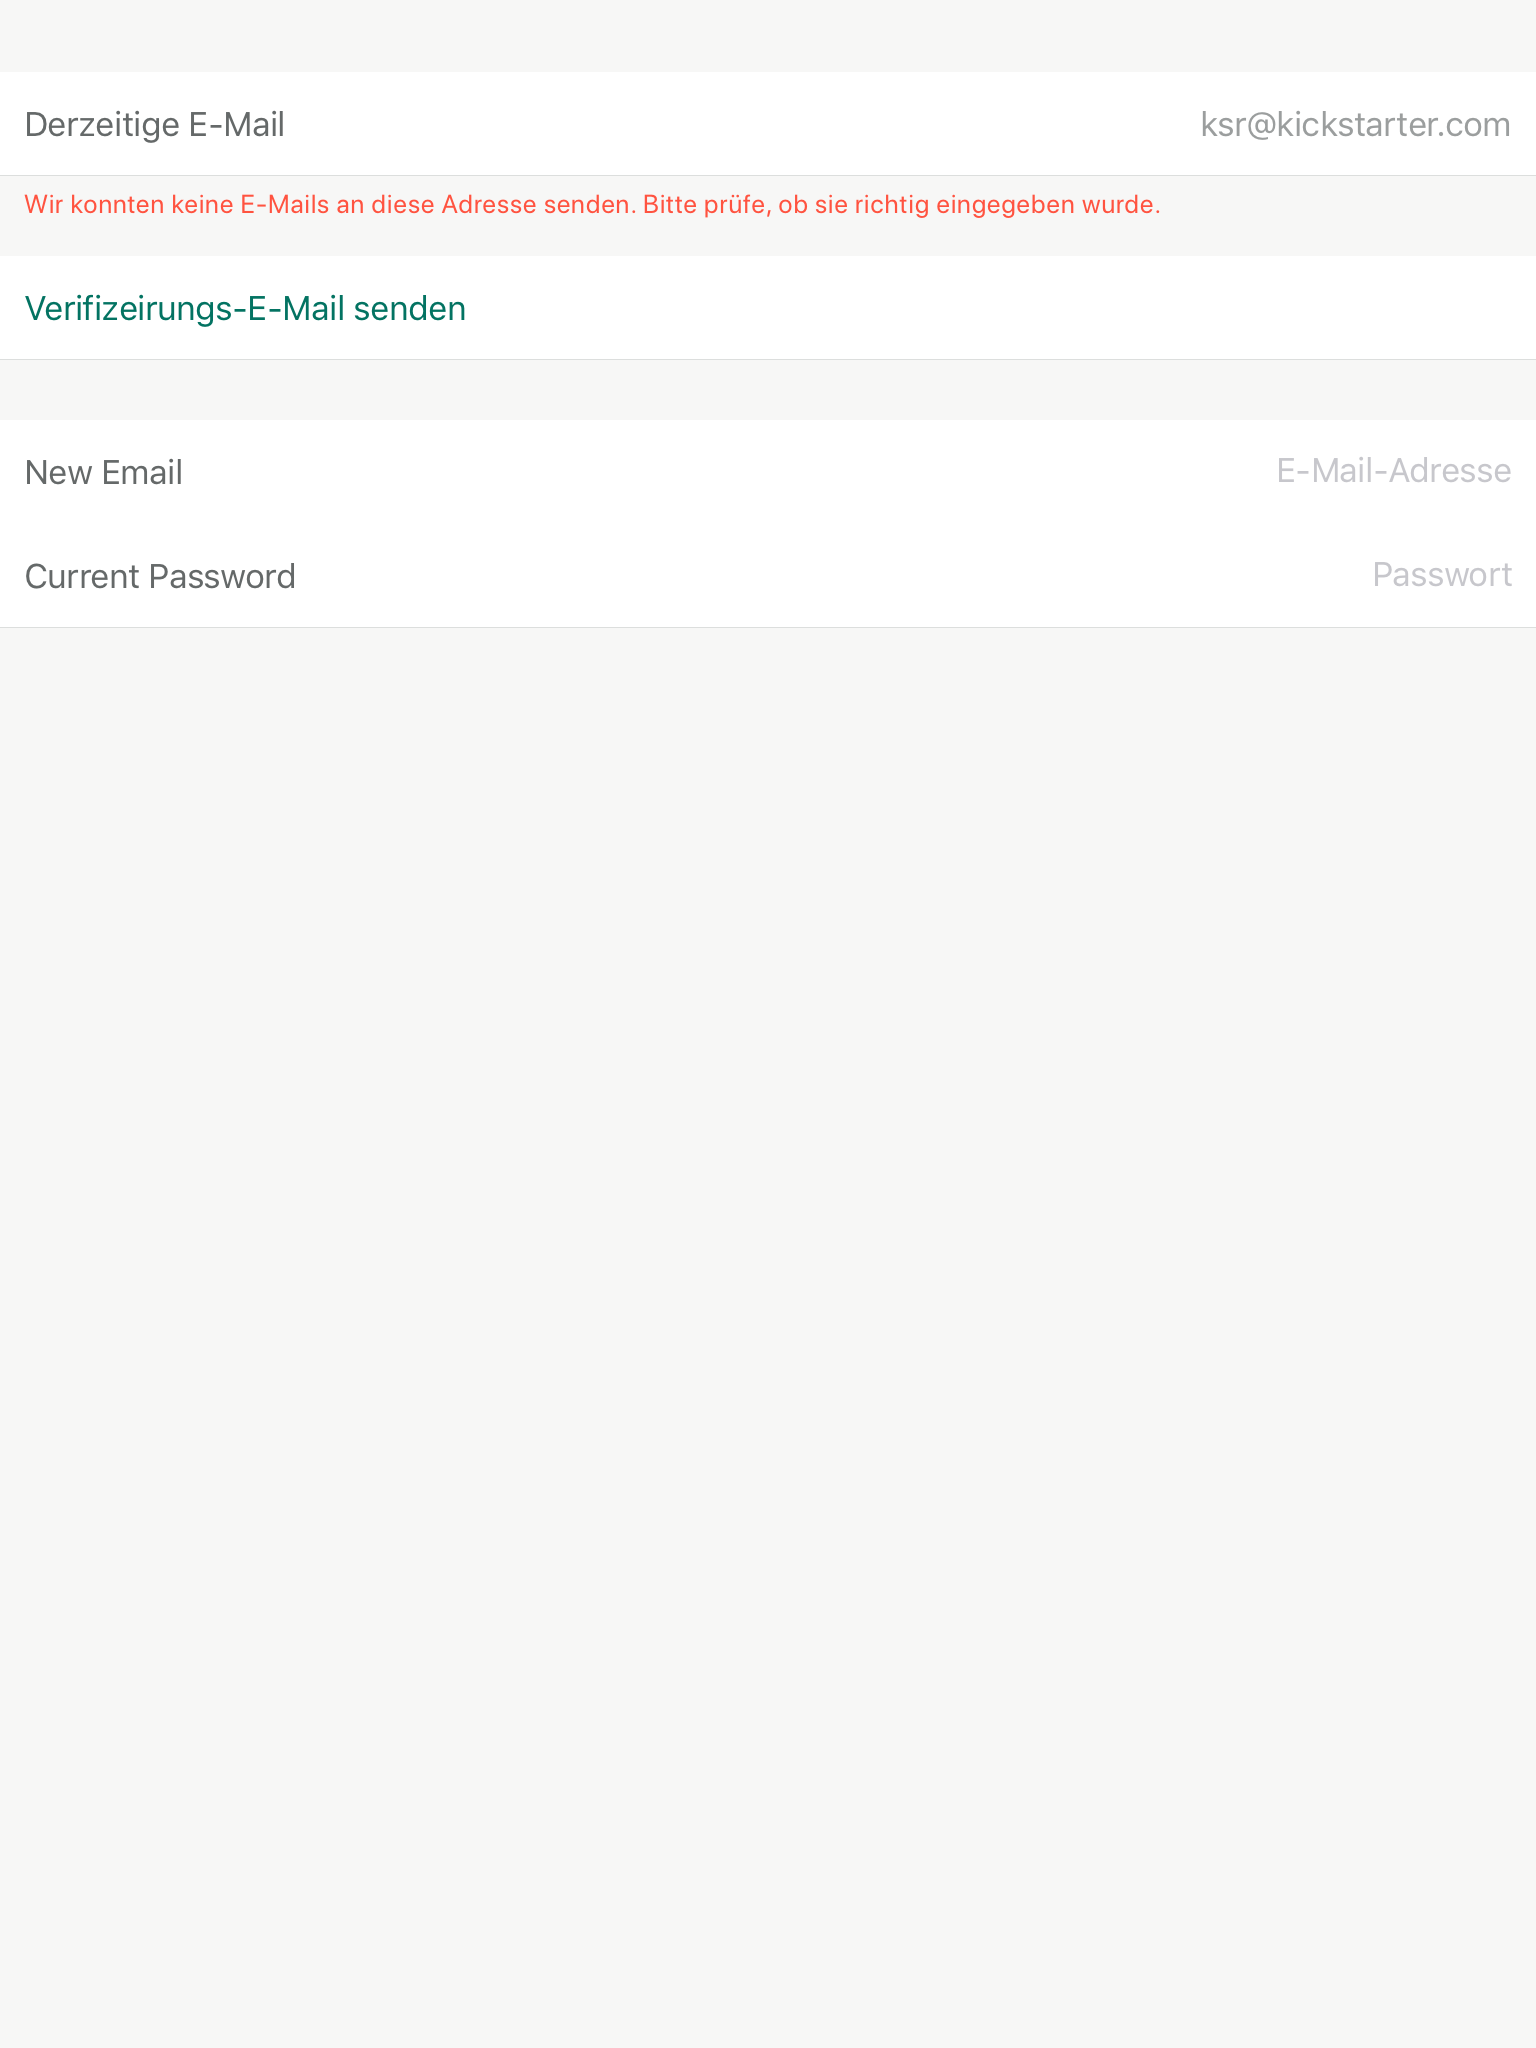 Derzeitige E-Mail ksr@kickstarter.com
Wir konnten keine E-Mails an diese Adresse senden. Bitte prüfe, ob sie richtig eingegeben wurde.
Verifizeirungs-E-Mail senden
New Email E-Mail-Adresse
Current Password Passwort